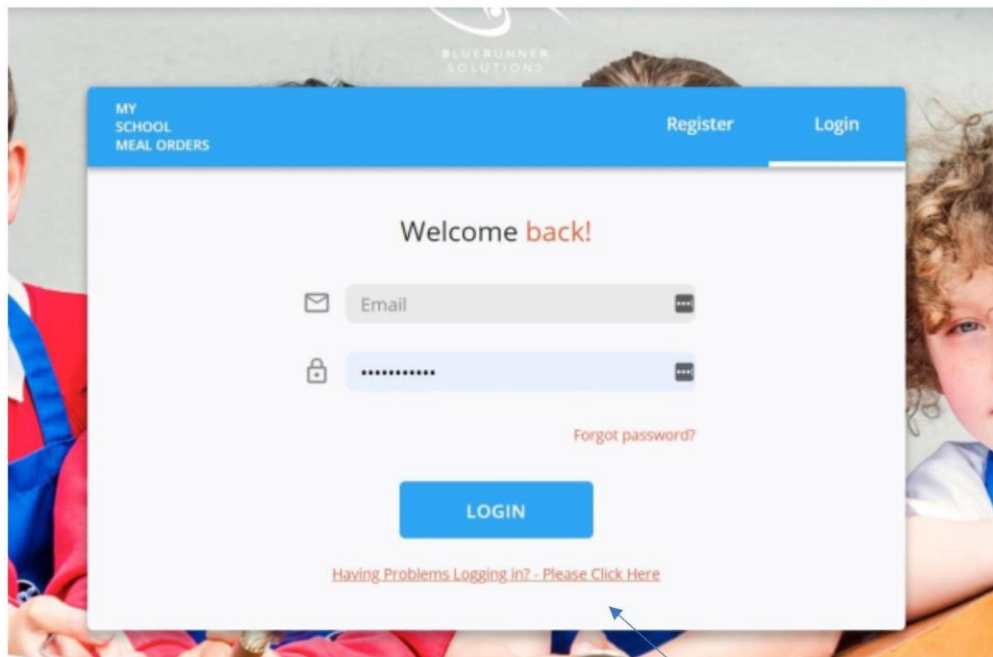 BLUERUNNER
SOLUTIONS
MY
SCHOOL
MEAL ORDERS
Register
Login
Welcome back!
Email
Forgot password?
LOGIN
Having Problems Logging in? - Please Click Here